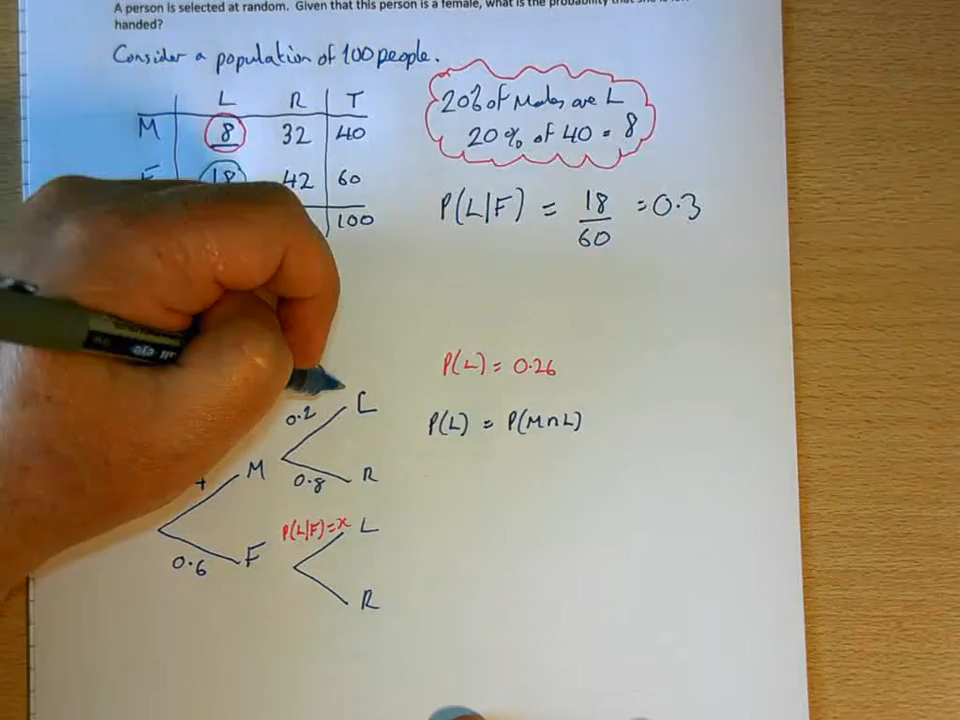 A person is selected at random. Given that this person is a female, what is the probability that she is left
handed?
Consider a population of 100 people.
L R T
M 8 32 40
F 18 42 60
100
20% of Males are L
20% of 40 = 8
P(L|F) = 18/60 = 0.3
P(L) = 0.26
P(L) = P(M∩L)
0.2 L
M
0.8 R
P(L|F)=x L
0.6 F
R